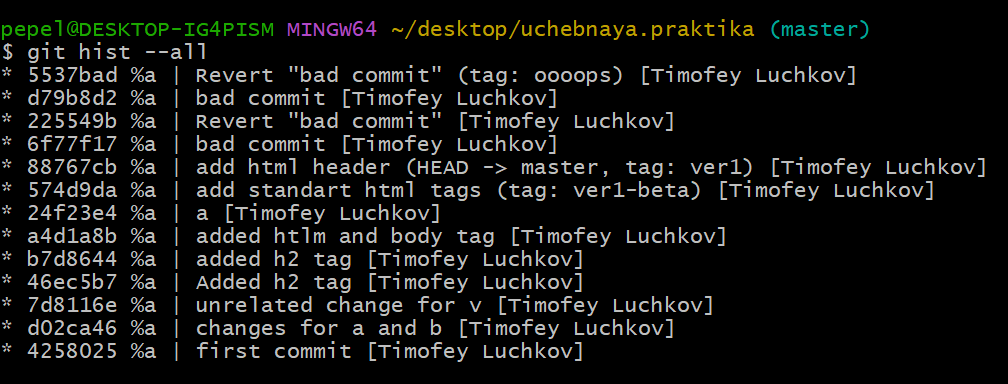 pepel@DESKTOP-IG4PISM MINGW64 ~/desktop/uchebnaya.praktika (master)
$ git hist --all
* 5537bad %a | Revert "bad commit" (tag: oooops) [Timofey Luchkov]
* d79b8d2 %a | bad commit [Timofey Luchkov]
* 225549b %a | Revert "bad commit" [Timofey Luchkov]
* 6f77f17 %a | bad commit [Timofey Luchkov]
* 88767cb %a | add html header (HEAD -> master, tag: ver1) [Timofey Luchkov]
* 574d9da %a | add standart html tags (tag: ver1-beta) [Timofey Luchkov]
* 24f23e4 %a | a [Timofey Luchkov]
* a4d1a8b %a | added htlm and body tag [Timofey Luchkov]
* b7d8644 %a | added h2 tag [Timofey Luchkov]
* 46ec5b7 %a | Added h2 tag [Timofey Luchkov]
* 7d8116e %a | unrelated change for v [Timofey Luchkov]
* d02ca46 %a | changes for a and b [Timofey Luchkov]
* 4258025 %a | first commit [Timofey Luchkov]